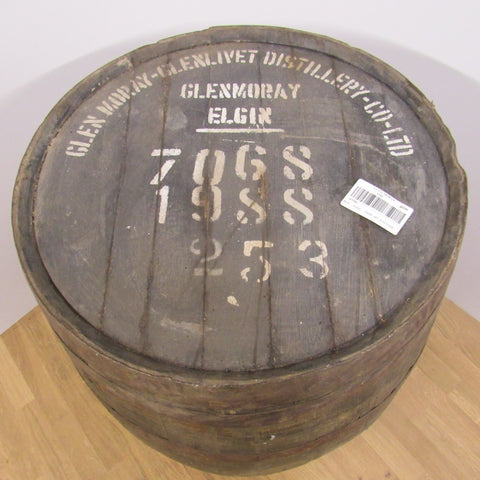 GLEN MORAY-GLENLIVET DISTILLERY-CO-LTD
GLENMORAY
ELGIN
7068
1988
253